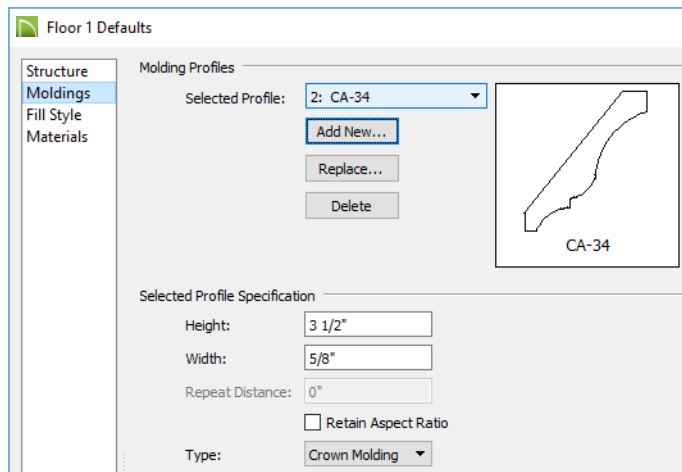 Floor 1 Defaults
Structure
Moldings
Fill Style
Materials
Molding Profiles
Selected Profile: 2: CA-34
Add New...
Replace...
Delete
CA-34
Selected Profile Specification
Height: 3 1/2"
Width: 5/8"
Repeat Distance: 0"
Retain Aspect Ratio
Type: Crown Molding